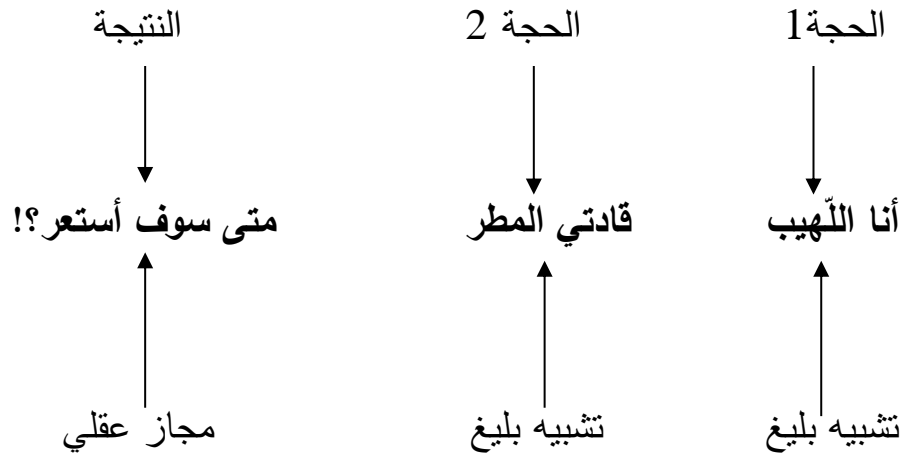 الحجة1 الحجة 2 النتيجة
أنا اللّهيب قادتي المطر متى سوف أستعر؟!
تشبيه بليغ تشبيه بليغ مجاز عقلي